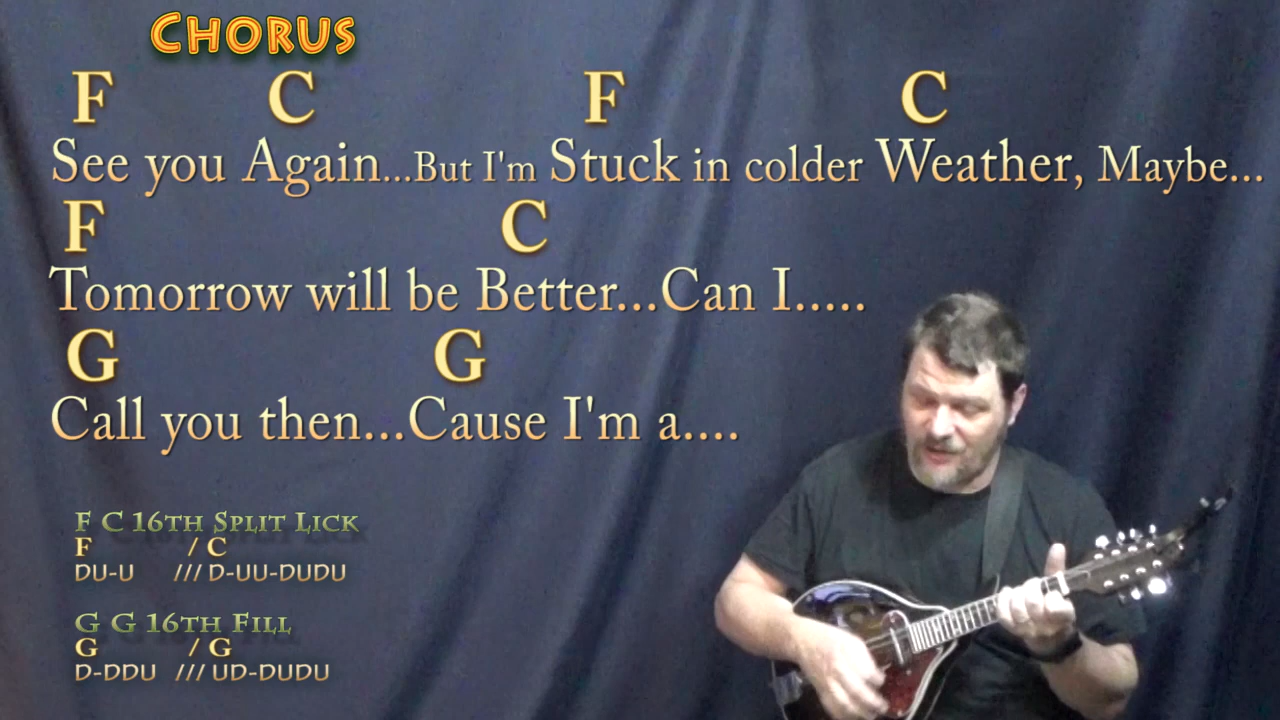 CHORUS
F C F C
See you Again...But I'm Stuck in colder Weather, Maybe...
F C
Tomorrow will be Better...Can I.....
G G
Call you then...Cause I'm a....
F C 16TH SPLIT LICK
F / C
DU-U /// D-UU-DUDU
G G 16TH FILL
G / G
D-DDU /// UD-DUDU